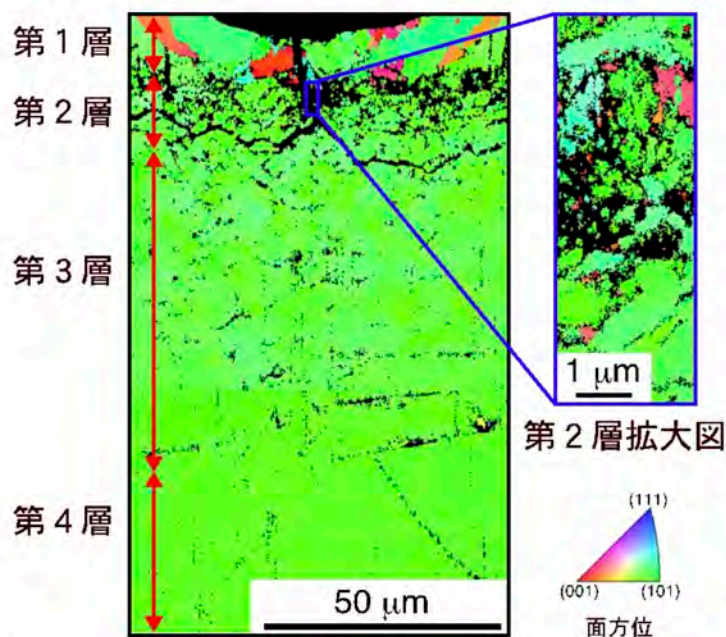 第1層
第2層
第3層
第4層
50 μm
1 μm
第2層拡大図
(111)
(001)
(101)
面方位